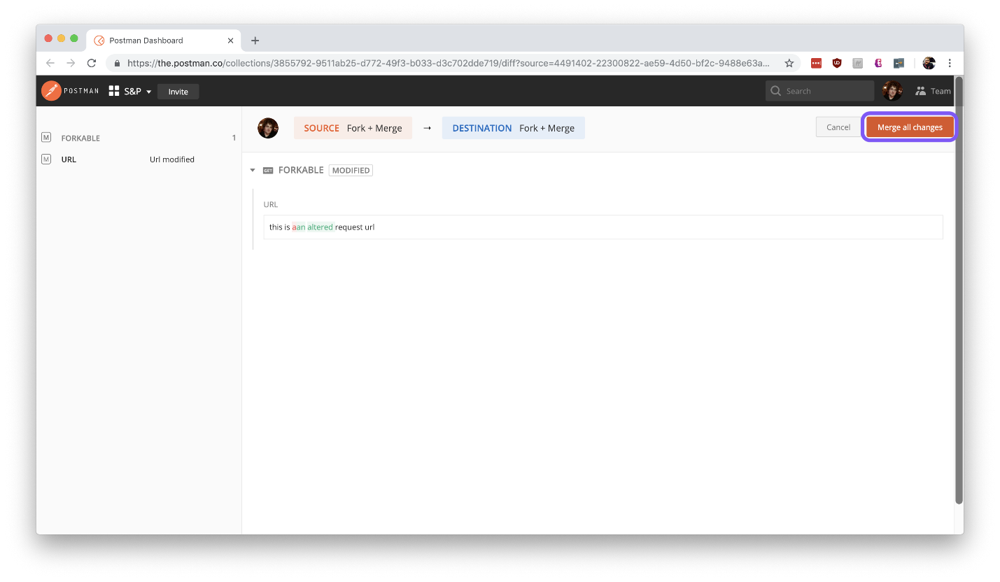 Postman Dashboard
https://the.postman.co/collections/3855792-9511ab25-d772-49f3-b033-d3c702dde719/diff?source=4491402-22300822-ae59-4d50-bf2c-9488e63a...
POSTMAN S&P Invite Search Team
M FORKABLE 1
M URL Url modified
SOURCE Fork + Merge → DESTINATION Fork + Merge Cancel Merge all changes
GET FORKABLE MODIFIED
URL
this is aan altered request url